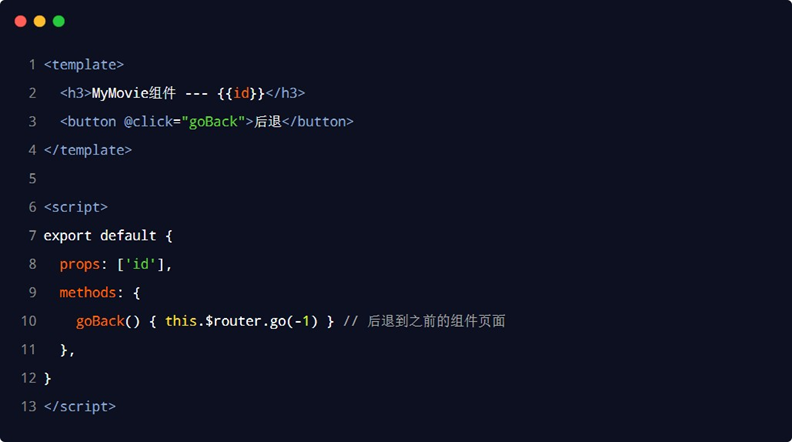 1 <template>
2   <h3>MyMovie组件 --- {{id}}</h3>
3   <button @click="goBack">后退</button>
4 </template>
5
6 <script>
7 export default {
8   props: ['id'],
9   methods: {
10     goBack() { this.$router.go(-1) } // 后退到之前的组件页面
11   },
12 }
13 </script>